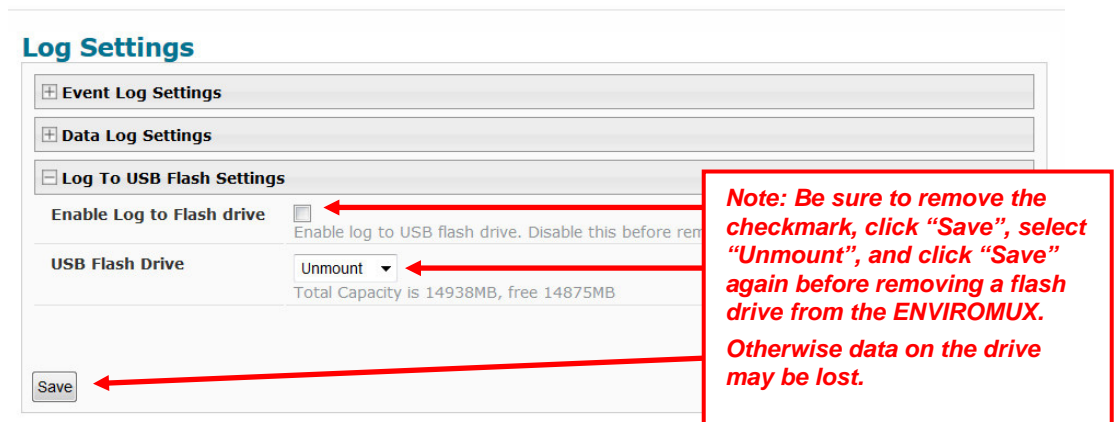 Log Settings
Event Log Settings
Data Log Settings
Log To USB Flash Settings
Enable Log to Flash drive
Enable log to USB flash drive. Disable this before rem
USB Flash Drive
Unmount
Total Capacity is 14938MB, free 14875MB
Save
Note: Be sure to remove the
checkmark, click “Save”, select
“Unmount”, and click “Save”
again before removing a flash
drive from the ENVIROMUX.
Otherwise data on the drive
may be lost.